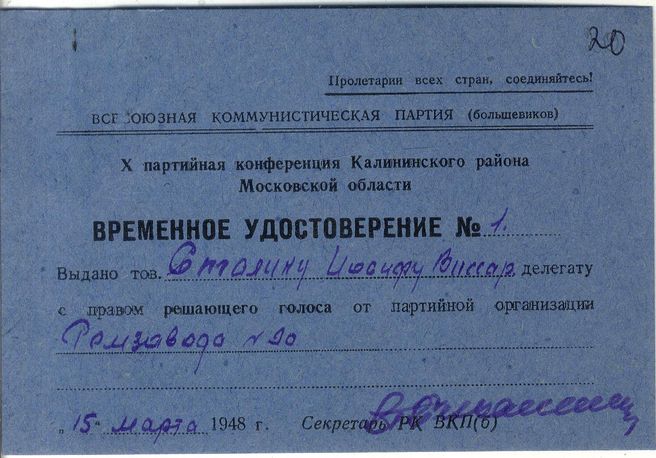 20
Пролетарии всех стран, соединяйтесь!
ВСЕСОЮЗНАЯ КОММУНИСТИЧЕСКАЯ ПАРТИЯ (большевиков)
X партийная конференция Калининского района
Московской области
ВРЕМЕННОЕ УДОСТОВЕРЕНИЕ № 1.
Выдано тов. Сталину Иосифу Виссар. делегату
с правом решающего голоса от партийной организации
Ремзавода № 20
„15“ марта 1948 г. Секретарь РК ВКП(б)